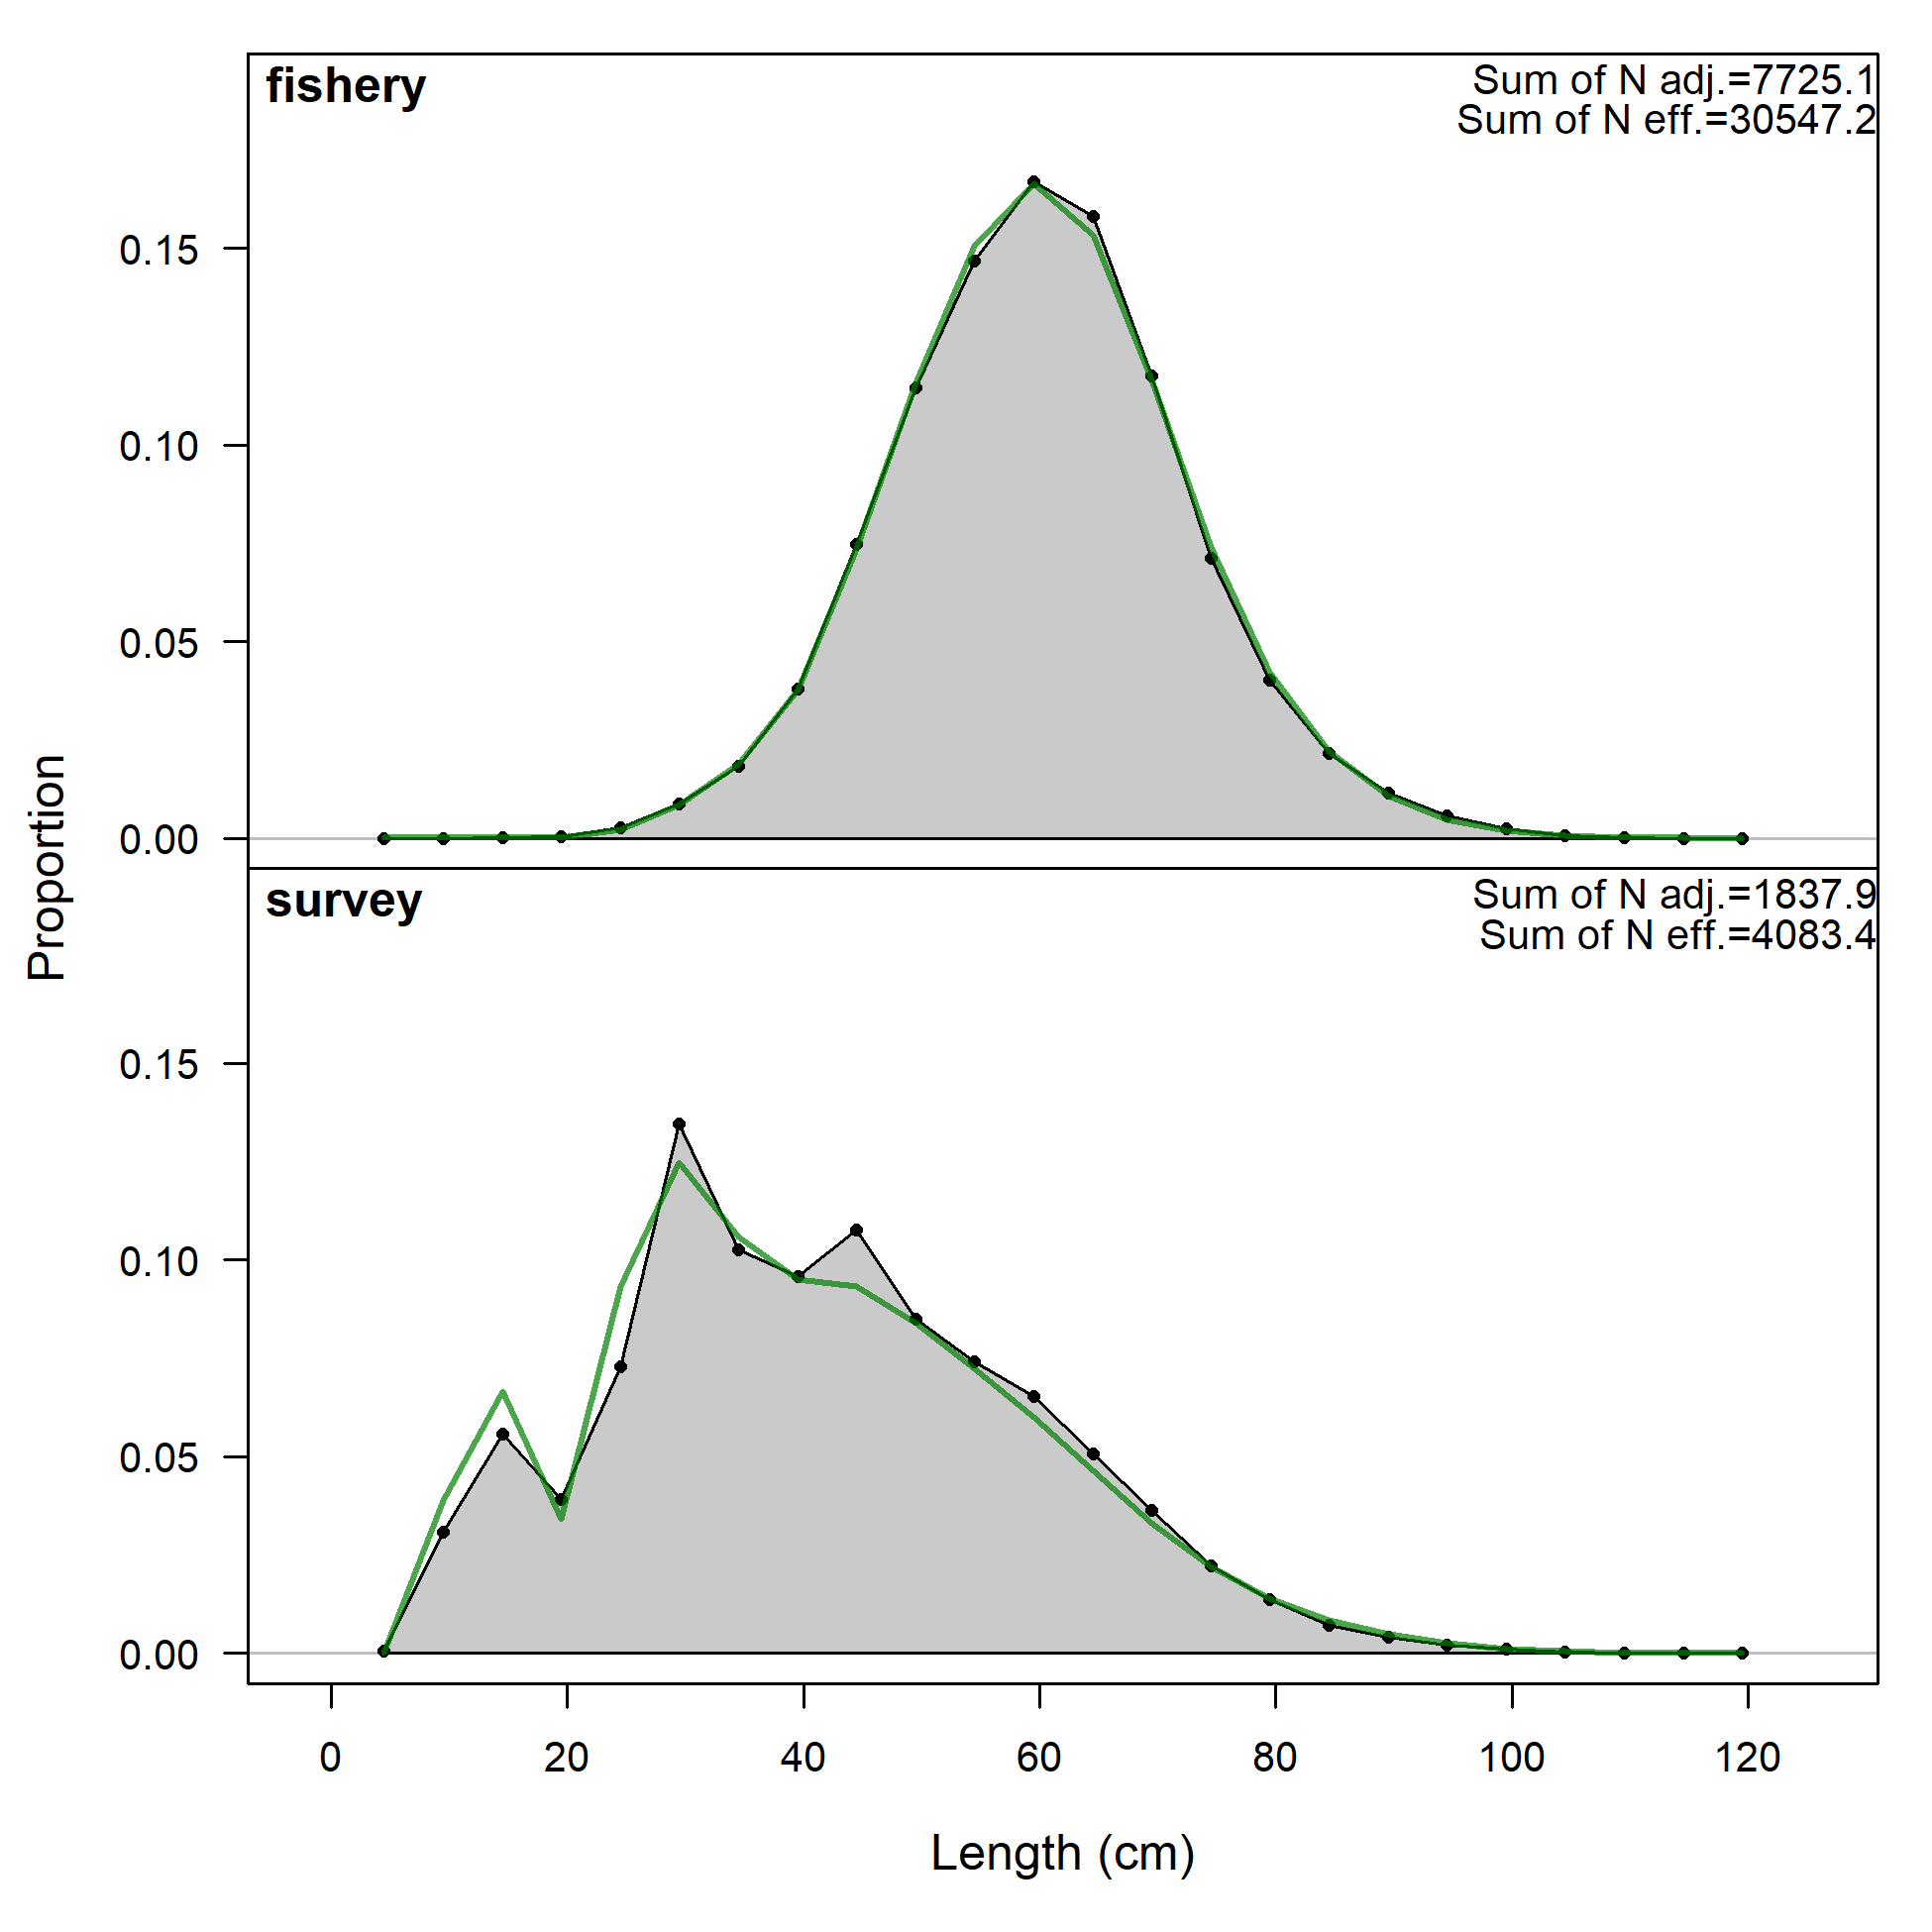 fishery
Sum of N adj.=7725.1
Sum of N eff.=30547.2
0.15
0.10
0.05
0.00
survey
Sum of N adj.=1837.9
Sum of N eff.=4083.4
0.15
0.10
0.05
0.00
Proportion
0 20 40 60 80 100 120
Length (cm)